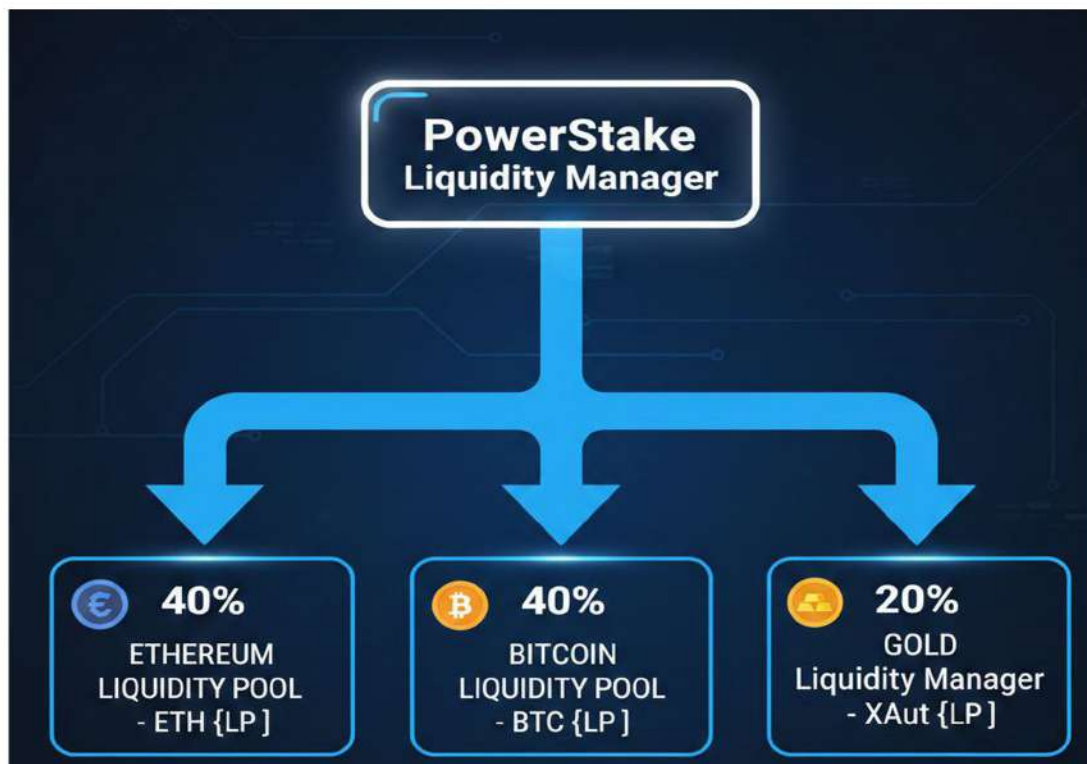 PowerStake
Liquidity Manager
40%
ETHEREUM
LIQUIDITY POOL
- ETH {LP ]
40%
BITCOIN
LIQUIDITY POOL
- BTC {LP ]
20%
GOLD
Liquidity Manager
- XAut {LP ]